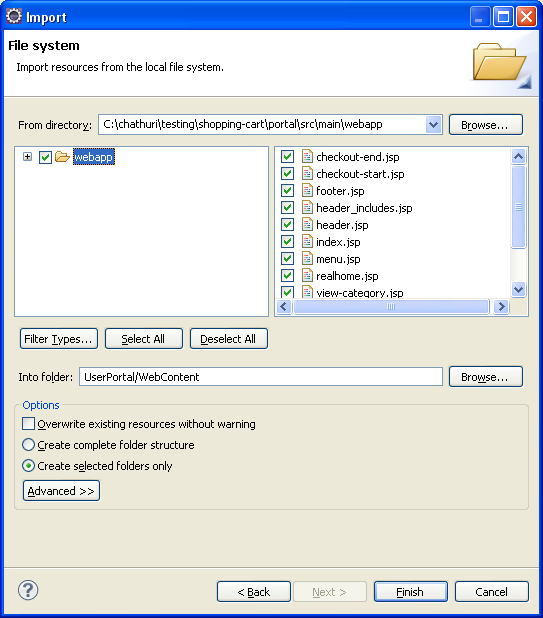 Import
File system
Import resources from the local file system.
From directory: C:\chathuri\testing\shopping-cart\portal\src\main\webapp Browse...
webapp
checkout-end.jsp
checkout-start.jsp
footer.jsp
header_includes.jsp
header.jsp
index.jsp
menu.jsp
realhome.jsp
view-category.jsp
Filter Types... Select All Deselect All
Into folder: UserPortal/WebContent Browse...
Options
Overwrite existing resources without warning
Create complete folder structure
Create selected folders only
Advanced >>
? < Back Next > Finish Cancel